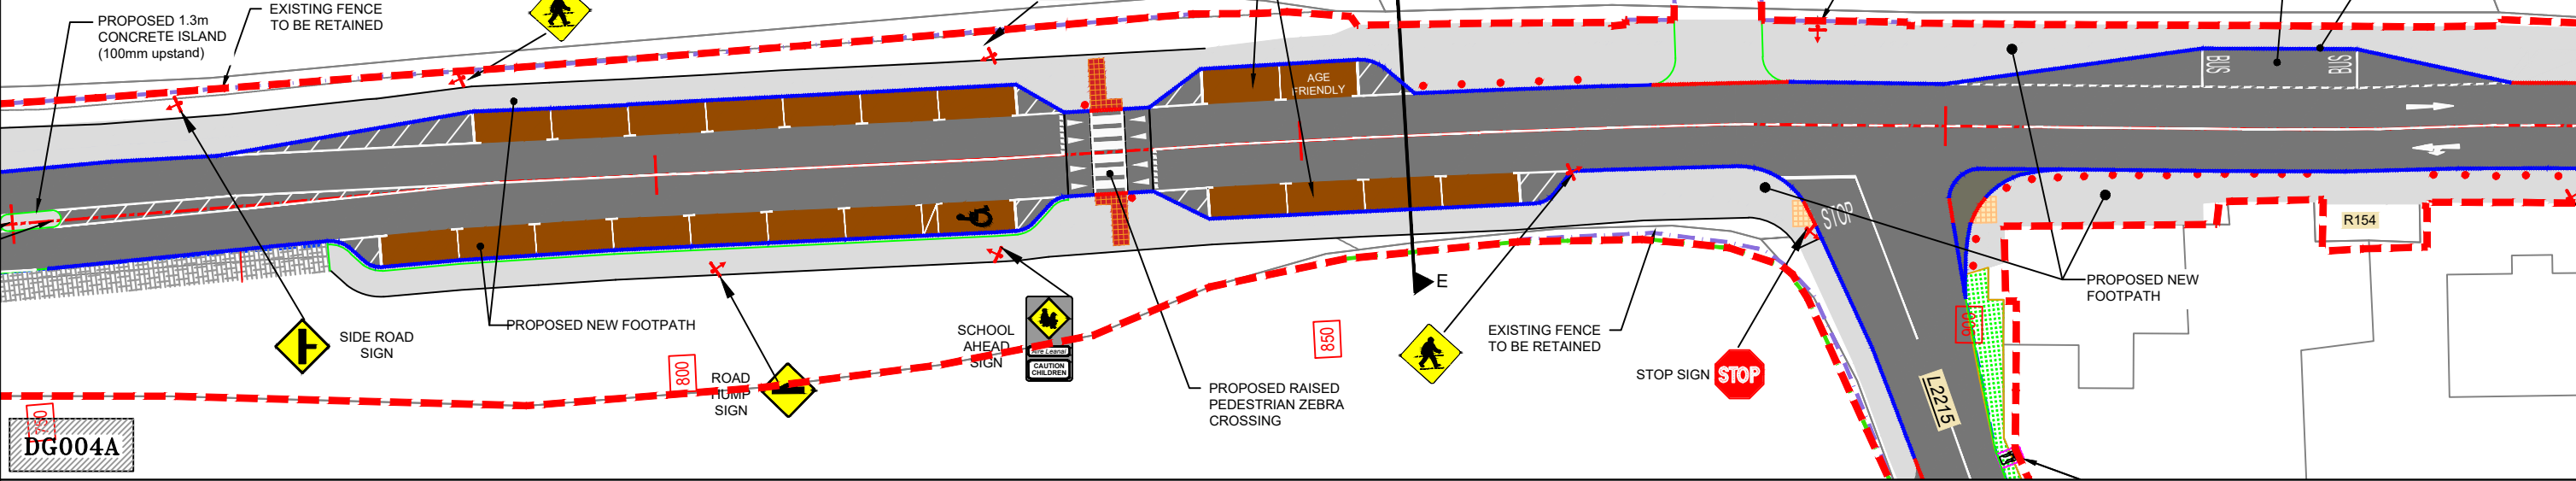 PROPOSED 1.3m
CONCRETE ISLAND
(100mm upstand)
EXISTING FENCE
TO BE RETAINED
AGE
FRIENDLY
BUS
BUS
STOP
R154
E
PROPOSED NEW
FOOTPATH
PROPOSED NEW FOOTPATH
SIDE ROAD
SIGN
SCHOOL
AHEAD
SIGN
CAUTION
CHILDREN
EXISTING FENCE
TO BE RETAINED
STOP SIGN
STOP
ROAD
HUMP
SIGN
PROPOSED RAISED
PEDESTRIAN ZEBRA
CROSSING
750
800
850
900
L2215
DG004A